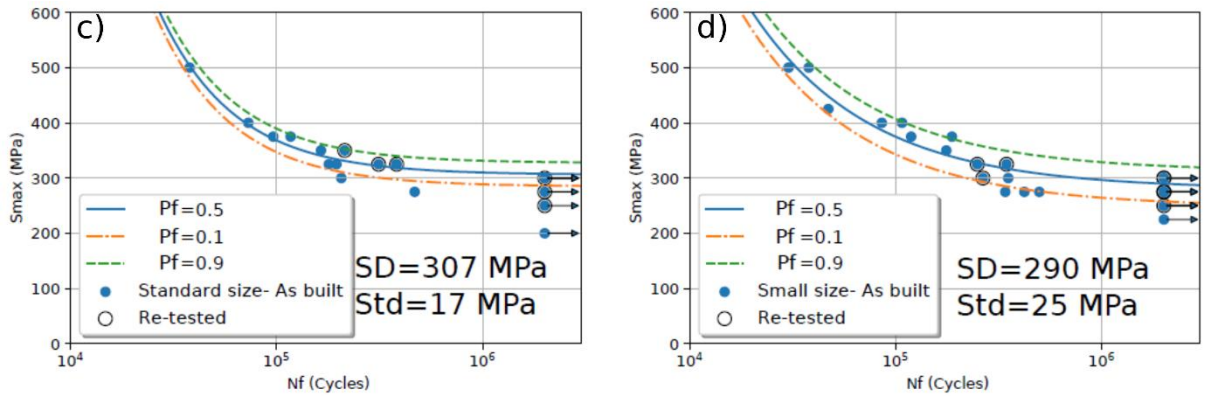 c)
600
500
400
300
200
100
0
Smax (MPa)
Pf=0.5
Pf=0.1
Pf=0.9
Standard size- As built
Re-tested
SD=307 MPa
Std=17 MPa
10^4
10^5
10^6
Nf (Cycles)
d)
600
500
400
300
200
100
0
Smax (MPa)
Pf=0.5
Pf=0.1
Pf=0.9
Small size- As built
Re-tested
SD=290 MPa
Std=25 MPa
10^4
10^5
10^6
Nf (Cycles)